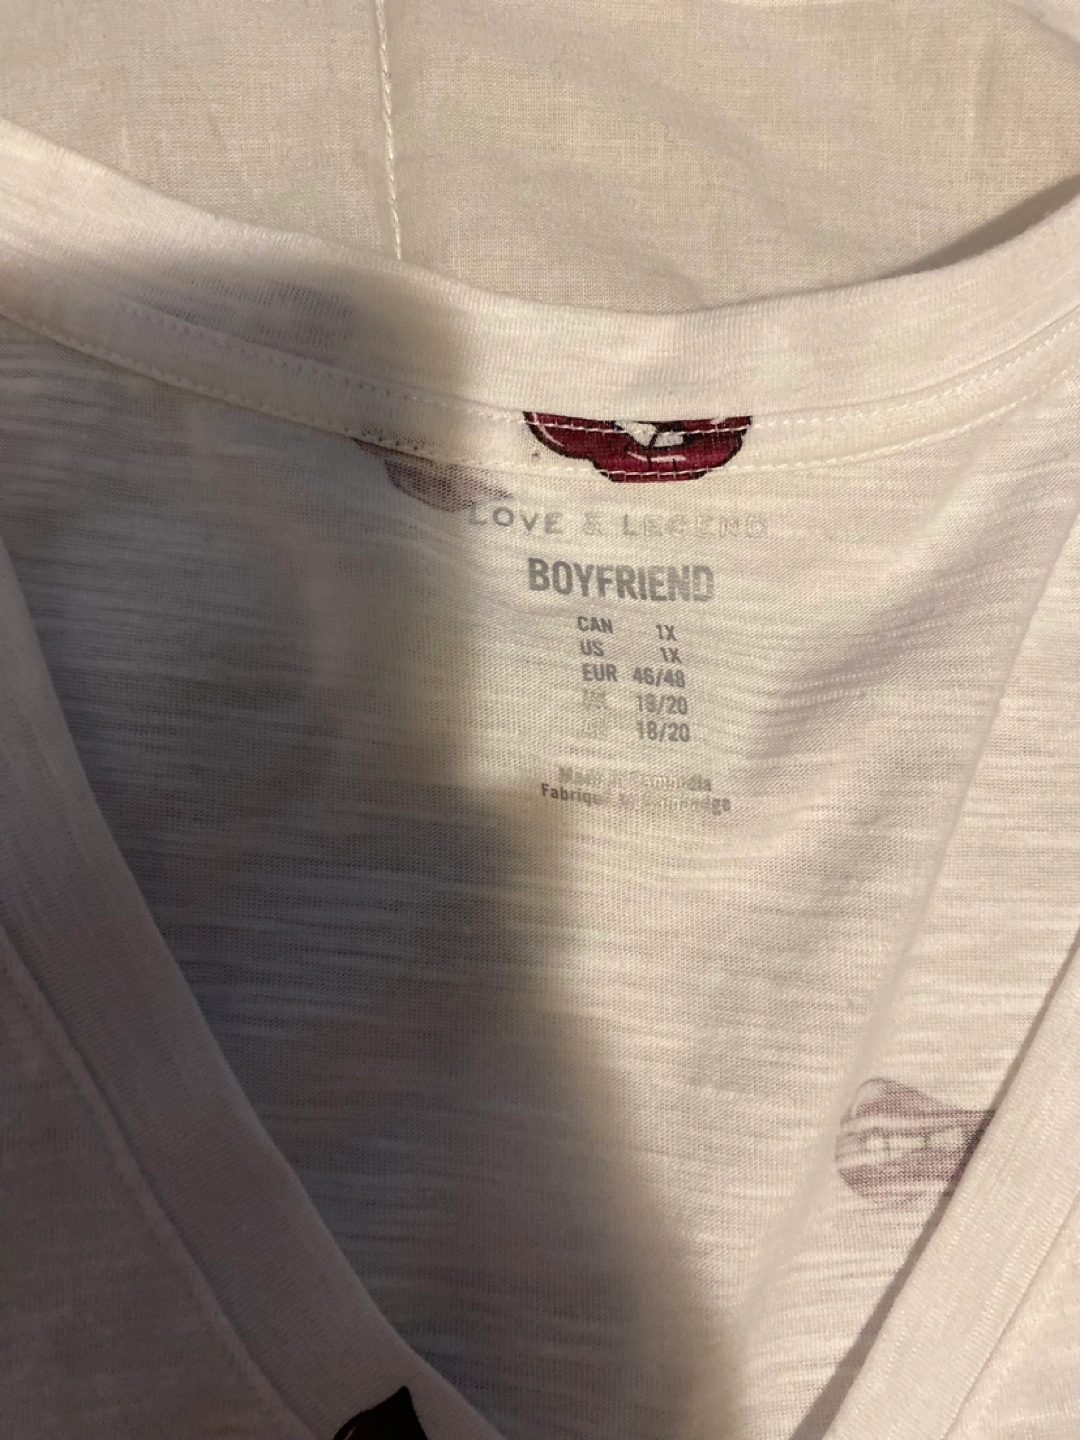 LOVE & LEGEND
BOYFRIEND
CAN 1X
US 1X
EUR 46/48
18/20
18/20
Made in Cambodia
Fabriqué au Cambodge